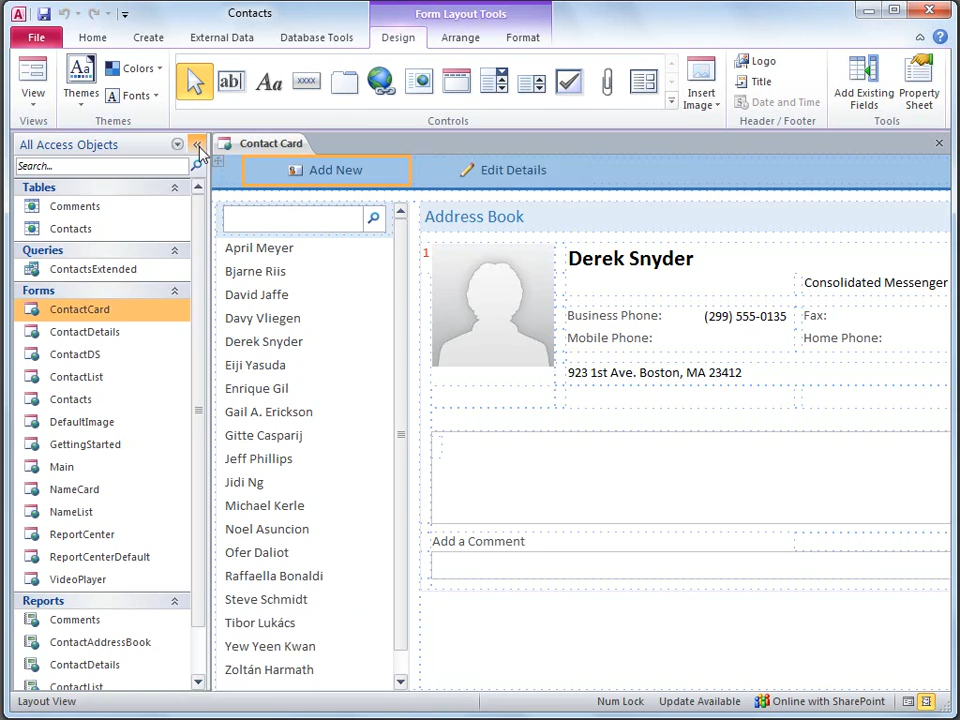 Contacts
Form Layout Tools
File
Home
Create
External Data
Database Tools
Design
Arrange
Format
View
Views
Themes
Colors
Fonts
Themes
ab
Aa
xxxx
Controls
Insert
Image
Logo
Title
Date and Time
Header / Footer
Add Existing
Fields
Property
Sheet
Tools
All Access Objects
Search...
Tables
Comments
Contacts
Queries
ContactsExtended
Forms
ContactCard
ContactDetails
ContactDS
ContactList
Contacts
DefaultImage
GettingStarted
Main
NameCard
NameList
ReportCenter
ReportCenterDefault
VideoPlayer
Reports
Comments
ContactAddressBook
ContactDetails
ContactList
Contact Card
Add New
Edit Details
April Meyer
Bjarne Riis
David Jaffe
Davy Vliegen
Derek Snyder
Eiji Yasuda
Enrique Gil
Gail A. Erickson
Gitte Casparij
Jeff Phillips
Jidi Ng
Michael Kerle
Noel Asuncion
Ofer Daliot
Raffaella Bonaldi
Steve Schmidt
Tibor Lukács
Yew Yeen Kwan
Zoltán Harmath
Address Book
1
Derek Snyder
Consolidated Messenger
Business Phone: (299) 555-0135 Fax:
Mobile Phone: Home Phone:
923 1st Ave. Boston, MA 23412
Add a Comment
Layout View
Num Lock
Update Available
Online with SharePoint